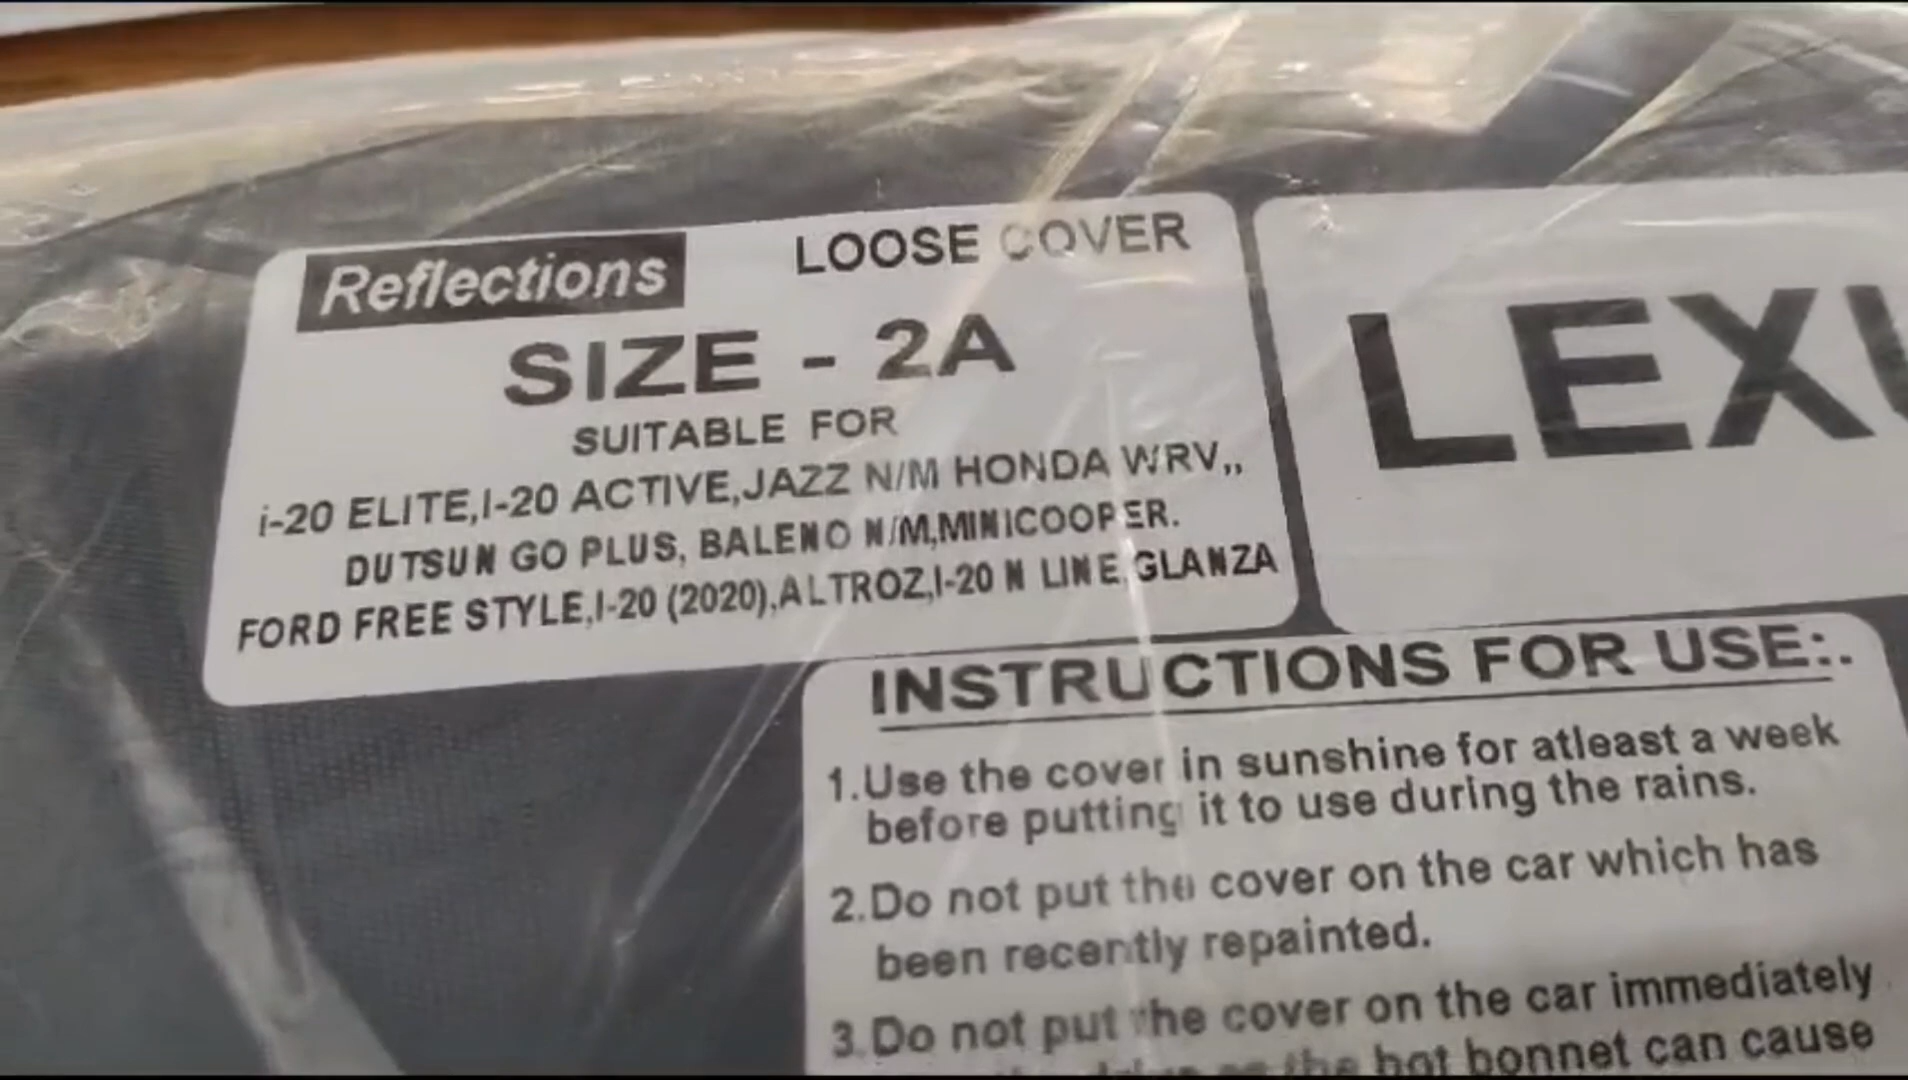 Reflections LOOSE COVER
SIZE - 2A
SUITABLE FOR
i-20 ELITE,I-20 ACTIVE,JAZZ N/M HONDA WRV,,
DUTSUN GO PLUS, BALENO N/M,MINICOOPER.
FORD FREE STYLE,I-20 (2020),ALTROZ,I-20 N LINE,GLANZA
LEXU
INSTRUCTIONS FOR USE:.
1.Use the cover in sunshine for atleast a week
before putting it to use during the rains.
2.Do not put the cover on the car which has
been recently repainted.
3.Do not put the cover on the car immediately
the hot bonnet can cause